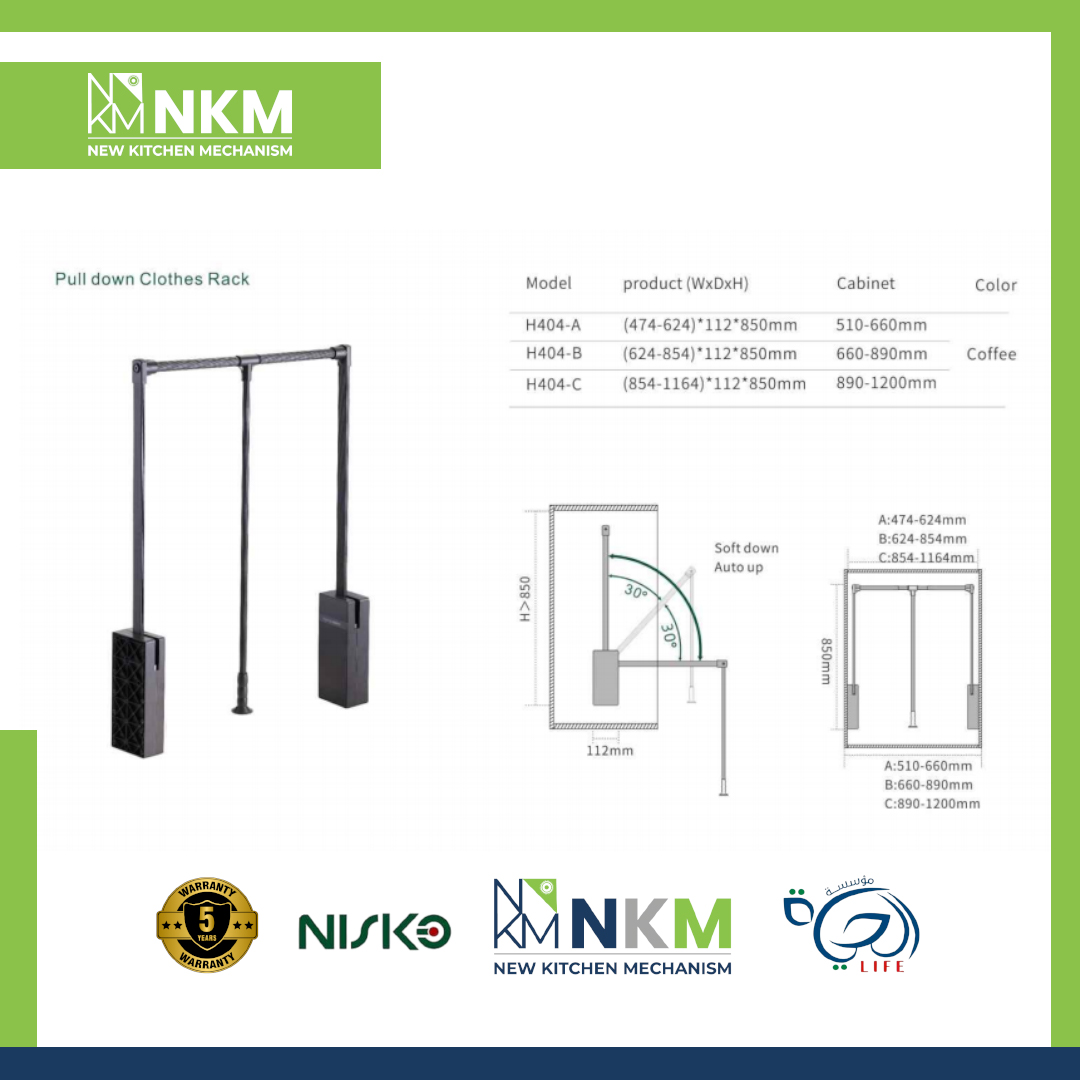 NKM
NEW KITCHEN MECHANISM
Pull down Clothes Rack
Model product (WxDxH) Cabinet Color
H404-A (474-624)*112*850mm 510-660mm
H404-B (624-854)*112*850mm 660-890mm Coffee
H404-C (854-1164)*112*850mm 890-1200mm
Soft down
Auto up
H>850
30°
30°
112mm
A:474-624mm
B:624-854mm
C:854-1164mm
850mm
A:510-660mm
B:660-890mm
C:890-1200mm
WARRANTY
5
YEARS
WARRANTY
NISKO
NKM
NEW KITCHEN MECHANISM
مؤسسة
LIFE